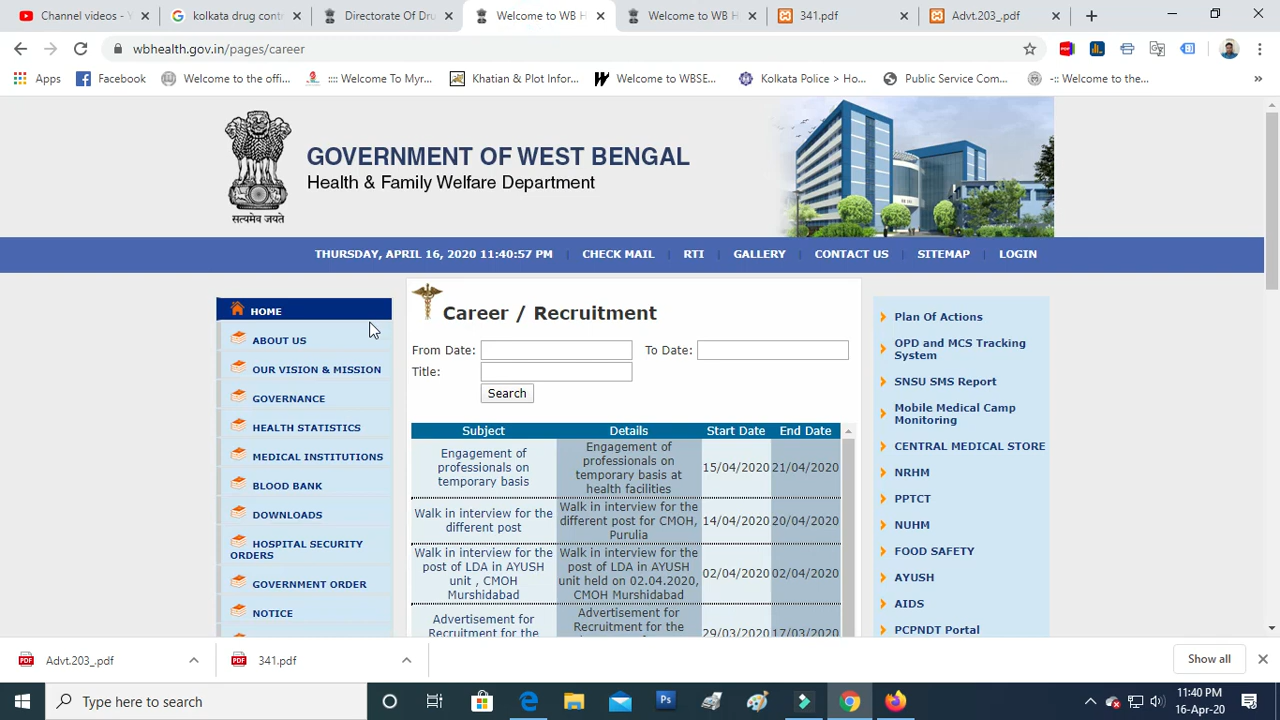 Channel videos - Y
kolkata drug contr
Directorate Of Dru
Welcome to WB H
Welcome to WB H
341.pdf
Advt.203_.pdf
wbhealth.gov.in/pages/career
Apps
Facebook
Welcome to the offi...
:::: Welcome To Myr...
Khatian & Plot Infor...
Welcome to WBSE...
Kolkata Police > Ho...
Public Service Com...
-:: Welcome to the...
»
GOVERNMENT OF WEST BENGAL
Health & Family Welfare Department
सत्यमेव जयते
THURSDAY, APRIL 16, 2020 11:40:57 PM | CHECK MAIL | RTI | GALLERY | CONTACT US | SITEMAP | LOGIN
HOME
ABOUT US
OUR VISION & MISSION
GOVERNANCE
HEALTH STATISTICS
MEDICAL INSTITUTIONS
BLOOD BANK
DOWNLOADS
HOSPITAL SECURITY
ORDERS
GOVERNMENT ORDER
NOTICE
Career / Recruitment
From Date: To Date:
Title:
Search
Subject Details Start Date End Date
Engagement of
professionals on
temporary basis
Engagement of
professionals on
temporary basis at
health facilities
15/04/2020 21/04/2020
Walk in interview for the
different post
Walk in interview for the
different post for CMOH,
Purulia
14/04/2020 20/04/2020
Walk in interview for the
post of LDA in AYUSH
unit , CMOH
Murshidabad
Walk in interview for the
post of LDA in AYUSH
unit held on 02.04.2020,
CMOH Murshidabad
02/04/2020 02/04/2020
Advertisement for
Recruitment for the
Advertisement for
Recruitment for the
29/03/2020 17/03/2020
Plan Of Actions
OPD and MCS Tracking
System
SNSU SMS Report
Mobile Medical Camp
Monitoring
CENTRAL MEDICAL STORE
NRHM
PPTCT
NUHM
FOOD SAFETY
AYUSH
AIDS
PCPNDT Portal
Advt.203_.pdf
341.pdf
Show all
Type here to search
Ps
11:40 PM
16-Apr-20